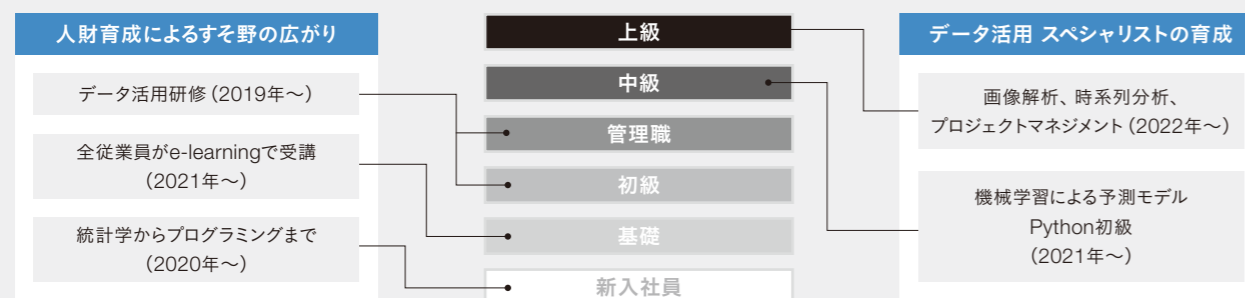 人財育成によるすそ野の広がり
データ活用研修（2019年～）
全従業員がe-learningで受講
（2021年～）
統計学からプログラミングまで
（2020年～）
上級
中級
管理職
初級
基礎
新入社員
データ活用 スペシャリストの育成
画像解析、時系列分析、
プロジェクトマネジメント（2022年～）
機械学習による予測モデル
Python初級
（2021年～）